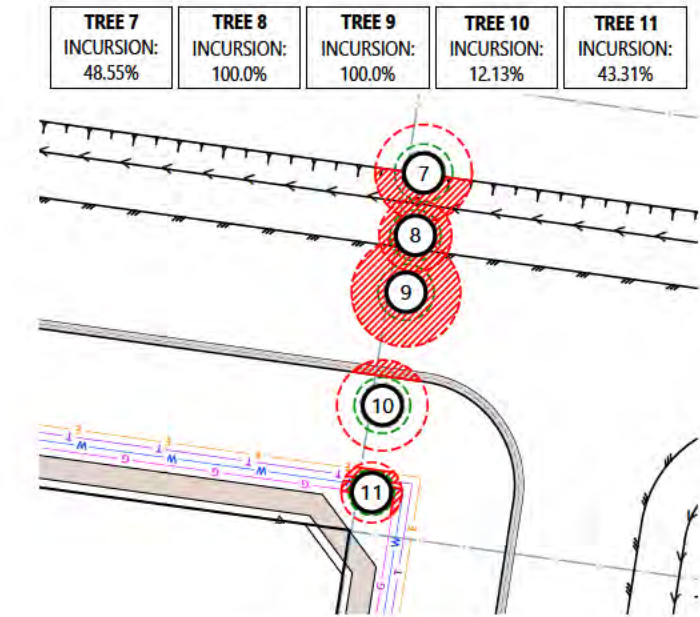 TREE 7
INCURSION:
48.55%
TREE 8
INCURSION:
100.0%
TREE 9
INCURSION:
100.0%
TREE 10
INCURSION:
12.13%
TREE 11
INCURSION:
43.31%
7
8
9
10
11
E
E
E
E
T
T
T
T
W
W
W
G
G
G
E
W
T
G